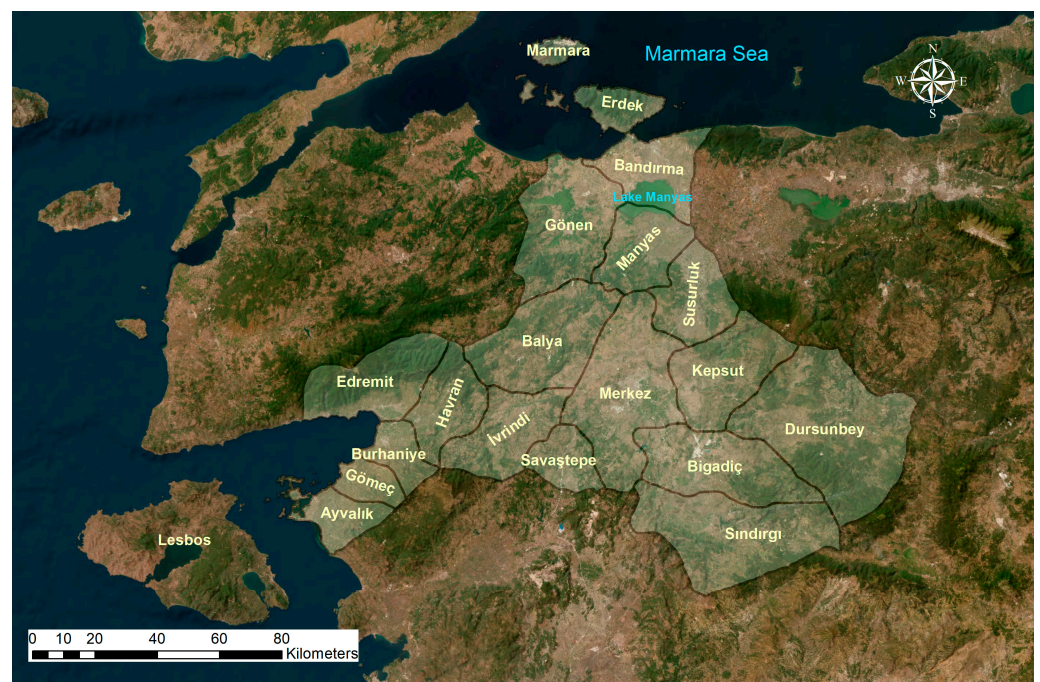 Marmara
Marmara Sea
N
W
E
S
Erdek
Bandırma
Lake Manyas
Gönen
Manyas
Susurluk
Balya
Edremit
Havran
Kepsut
Merkez
İvrindi
Dursunbey
Burhaniye
Savaştepe
Bigadiç
Gömeç
Ayvalık
Sındırgı
Lesbos
0 10 20 40 60 80
Kilometers